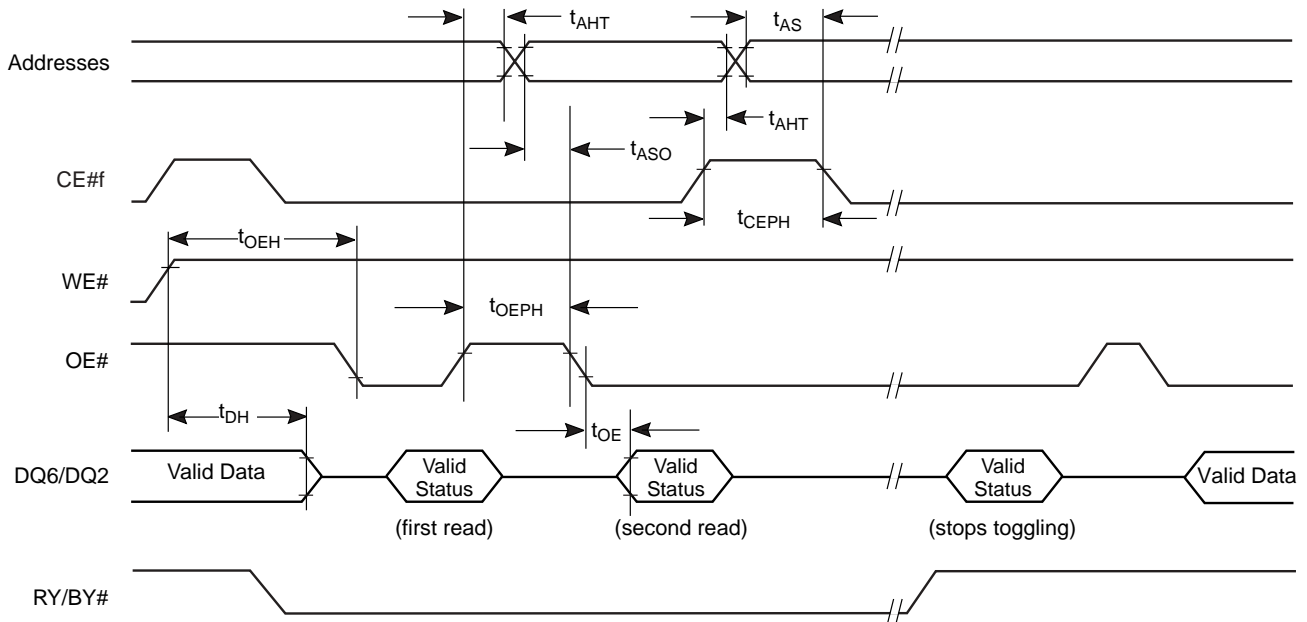 tAHT
tAS
Addresses
tAHT
tASO
CE#f
tCEPH
tOEH
WE#
tOEPH
OE#
tDH
tOE
DQ6/DQ2
Valid Data
Valid
Status
Valid
Status
Valid
Status
Valid Data
(first read)
(second read)
(stops toggling)
RY/BY#